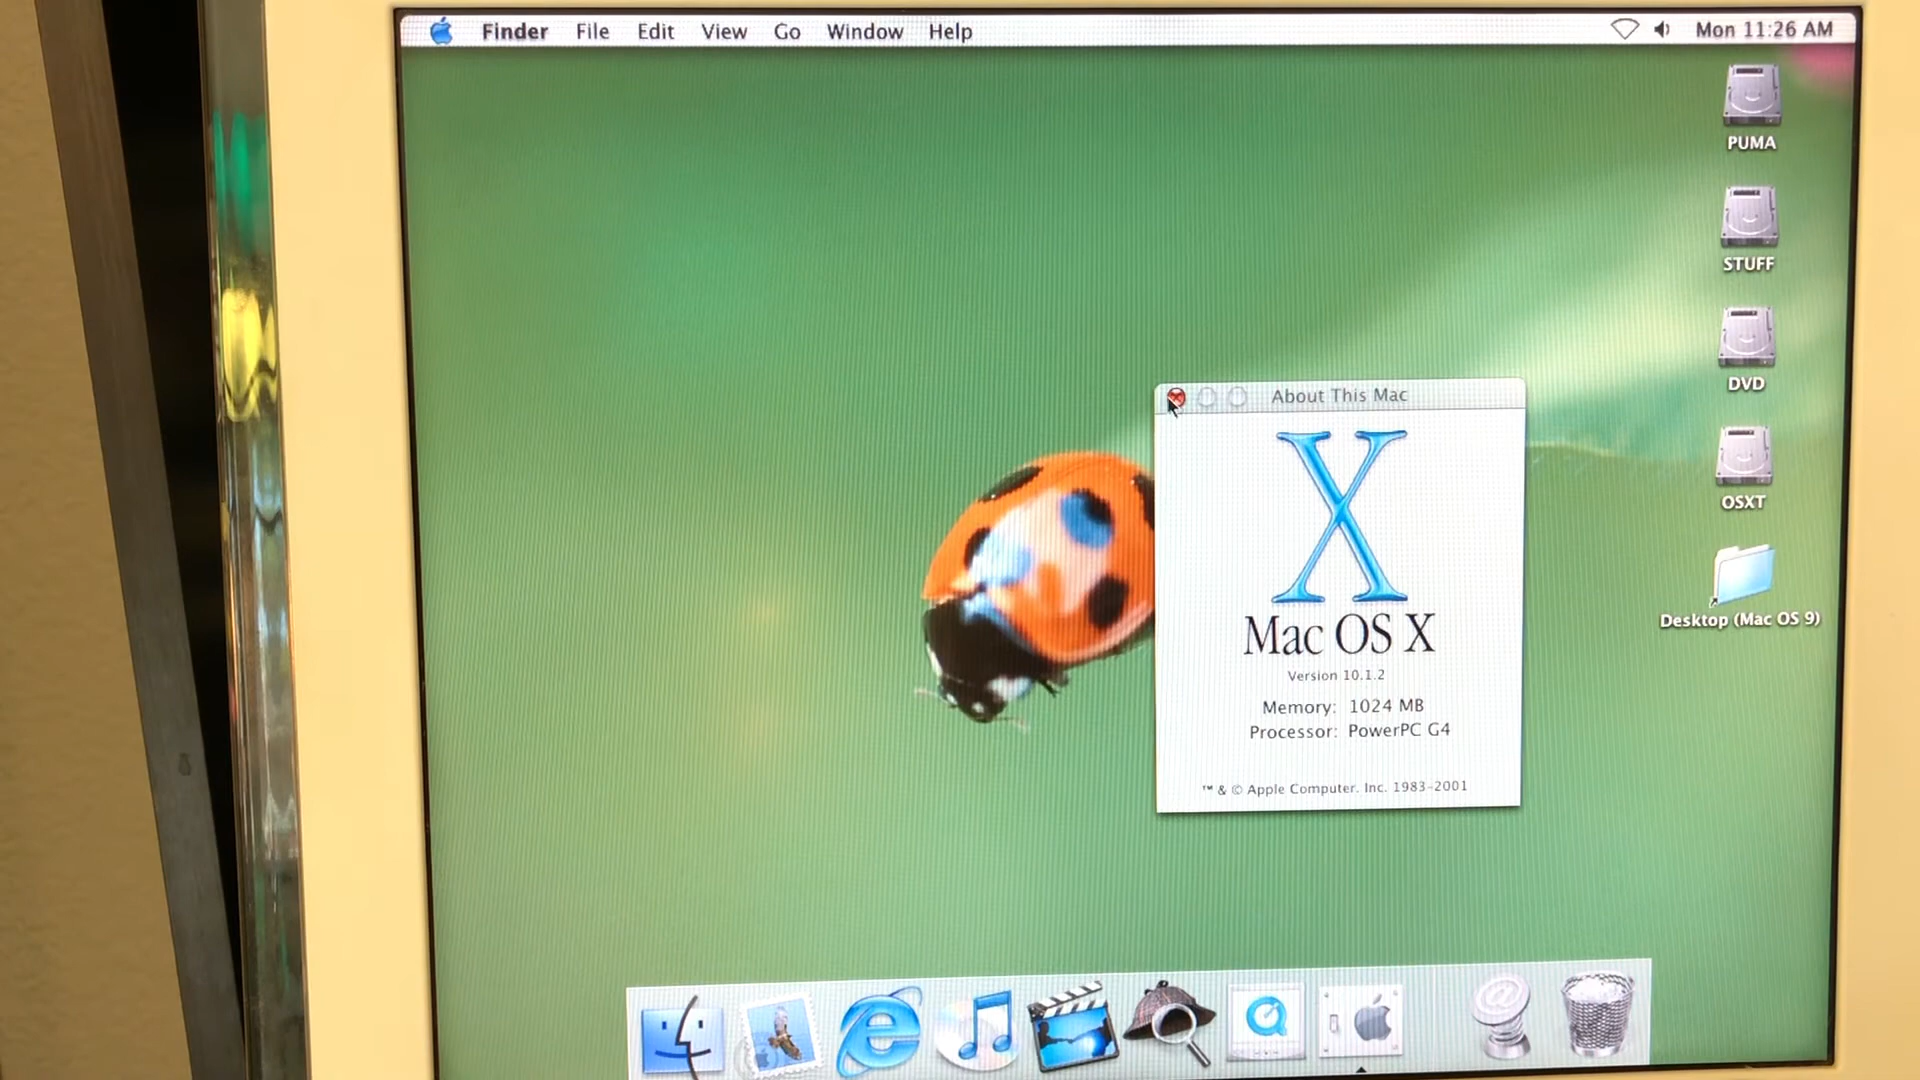 Finder File Edit View Go Window Help Mon 11:26 AM
PUMA
STUFF
DVD
OSXT
Desktop (Mac OS 9)
About This Mac
X
Mac OS X
Version 10.1.2
Memory: 1024 MB
Processor: PowerPC G4
™ & © Apple Computer, Inc. 1983-2001
@